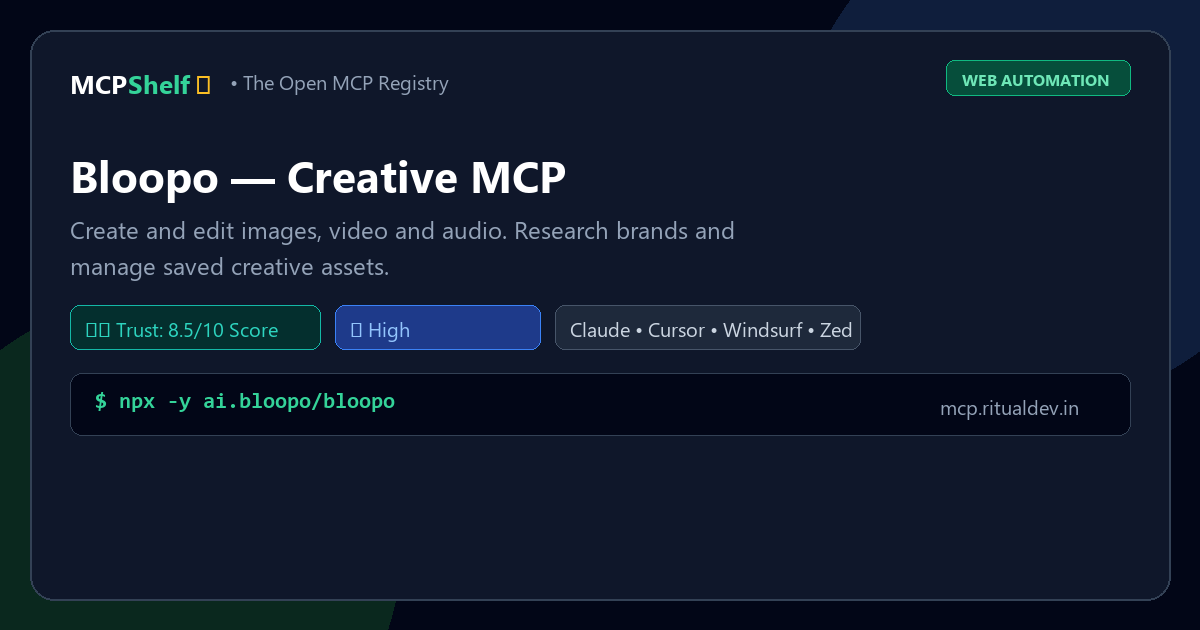 MCPShelf • The Open MCP Registry
WEB AUTOMATION
Bloopo — Creative MCP
Create and edit images, video and audio. Research brands and
manage saved creative assets.
Trust: 8.5/10 Score
High
Claude • Cursor • Windsurf • Zed
$ npx -y ai.bloopo/bloopo
mcp.ritualdev.in